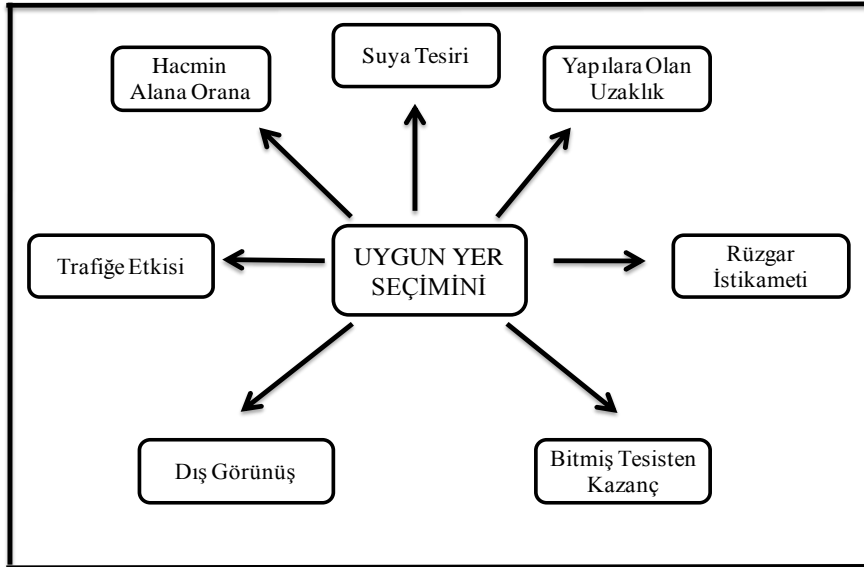 Suya Tesiri
Hacmin
Alana Orana
Yapılara Olan
Uzaklık
Trafiğe Etkisi
UYGUN YER
SEÇİMİNİ
Rüzgar
İstikameti
Dış Görünüş
Bitmiş Tesisten
Kazanç